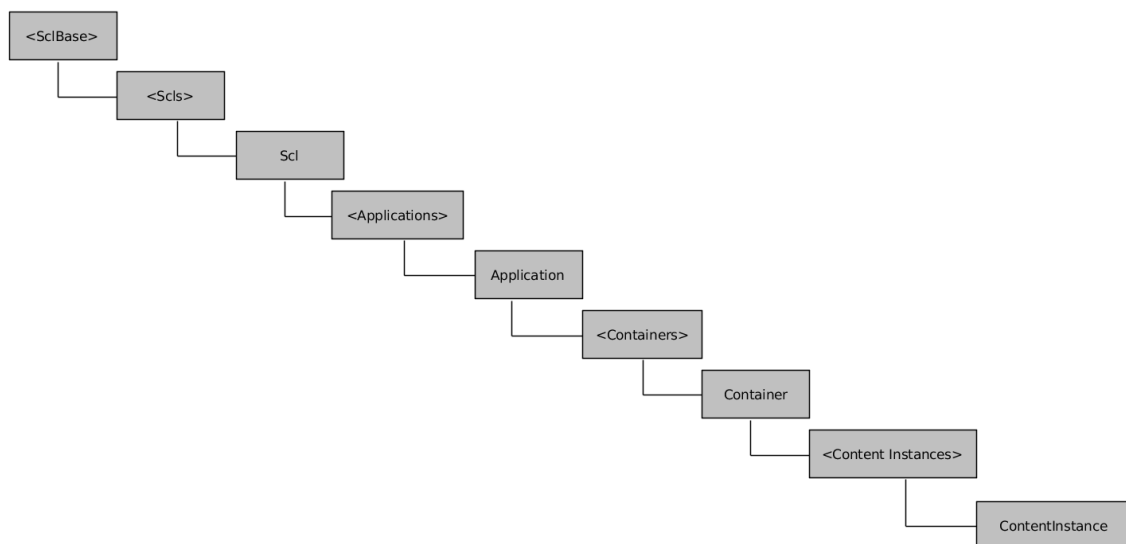 <SclBase>
<Scls>
Scl
<Applications>
Application
<Containers>
Container
<Content Instances>
ContentInstance